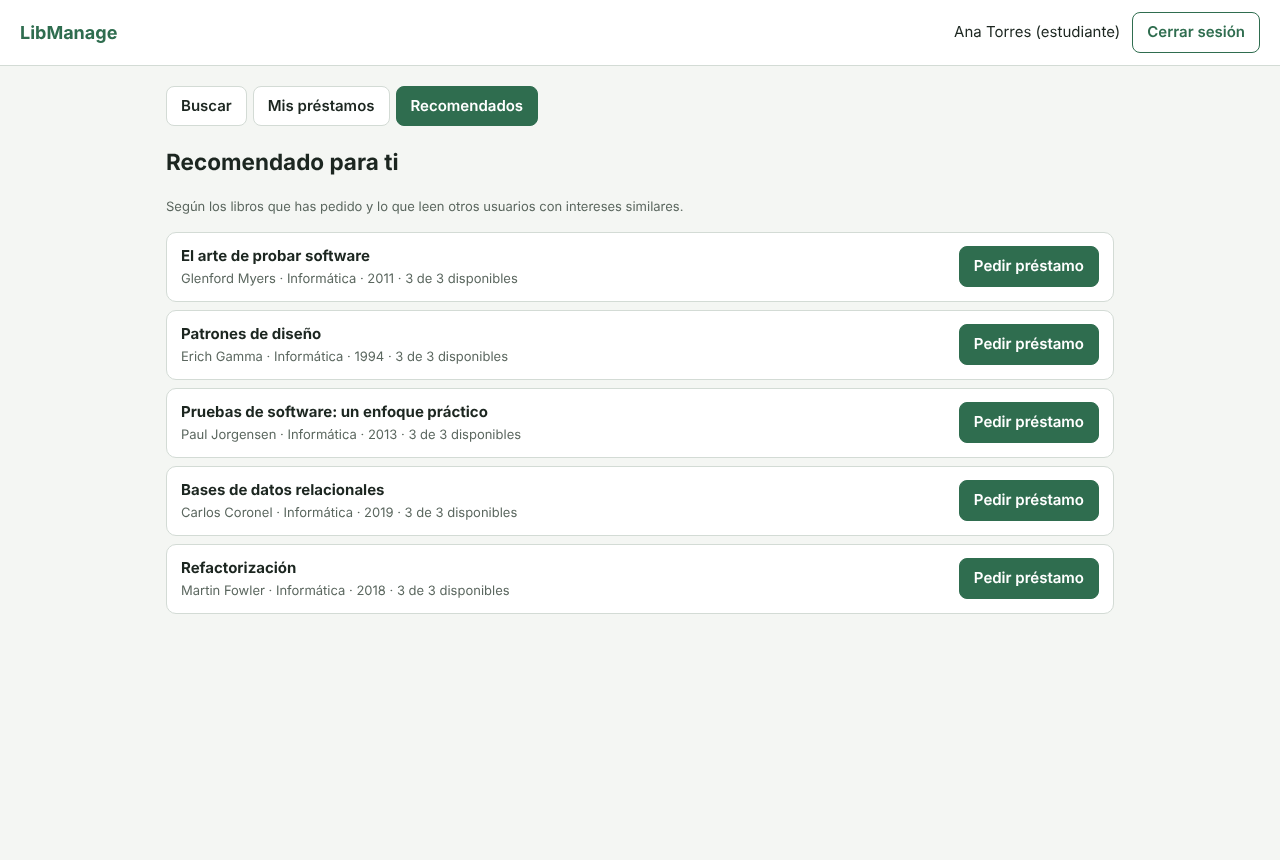 LibManage
Ana Torres (estudiante)
Cerrar sesión
Buscar
Mis préstamos
Recomendados
Recomendado para ti
Según los libros que has pedido y lo que leen otros usuarios con intereses similares.
El arte de probar software
Glenford Myers · Informática · 2011 · 3 de 3 disponibles
Pedir préstamo
Patrones de diseño
Erich Gamma · Informática · 1994 · 3 de 3 disponibles
Pedir préstamo
Pruebas de software: un enfoque práctico
Paul Jorgensen · Informática · 2013 · 3 de 3 disponibles
Pedir préstamo
Bases de datos relacionales
Carlos Coronel · Informática · 2019 · 3 de 3 disponibles
Pedir préstamo
Refactorización
Martin Fowler · Informática · 2018 · 3 de 3 disponibles
Pedir préstamo